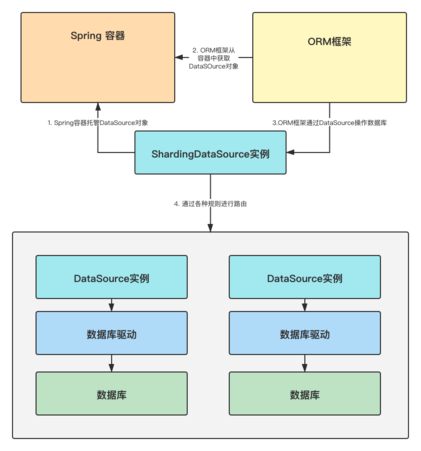 Spring 容器
ORM框架
2. ORM框架从
容器中获取
DataSOurce对象
1. Spring容器托管DataSource对象
3.ORM框架通过DataSource操作数据库
ShardingDataSource实例
4. 通过各种规则进行路由
DataSource实例
DataSource实例
数据库驱动
数据库驱动
数据库
数据库